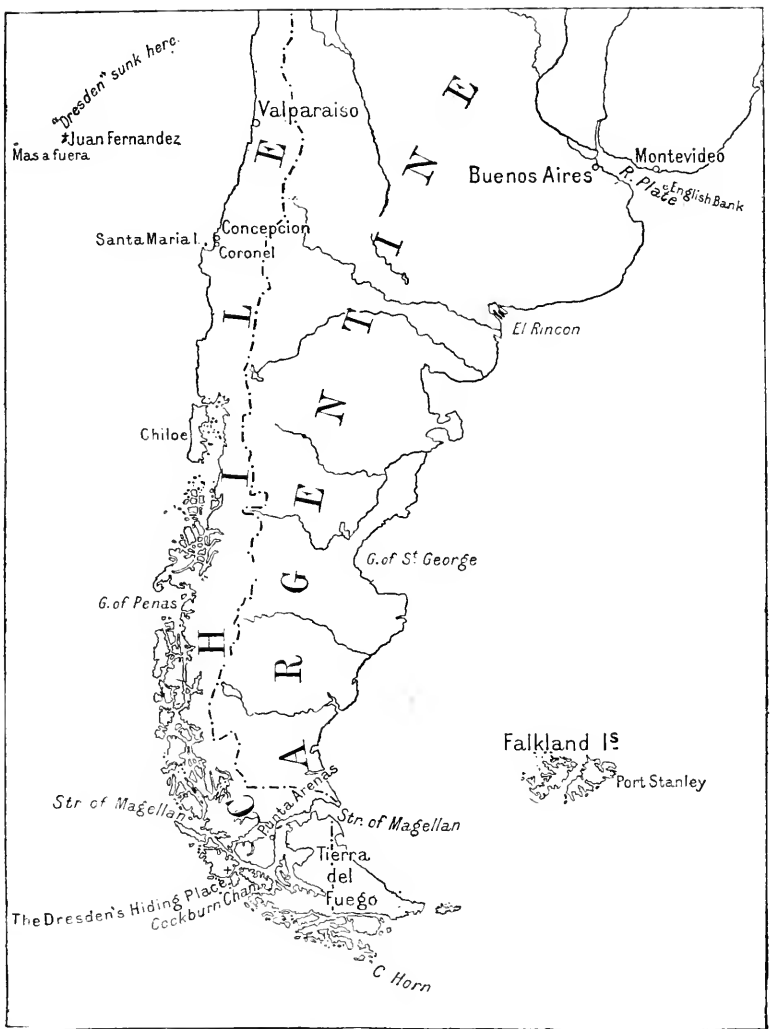 "Dresden" sunk here.
Valparaiso
Juan Fernandez
Mas a fuera
Montevideo
Buenos Aires
R. Plate
English Bank
Santa Maria I.
Concepcion
Coronel
El Rincon
Chiloe
G. of St. George
G. of Penas
CHILE
ARGENTINE
Falkland Is
Port Stanley
Punta Arenas
Str of Magellan
Str. of Magellan
Tierra
del
Fuego
The Dresden's Hiding Place
Cockburn Chan.
C Horn